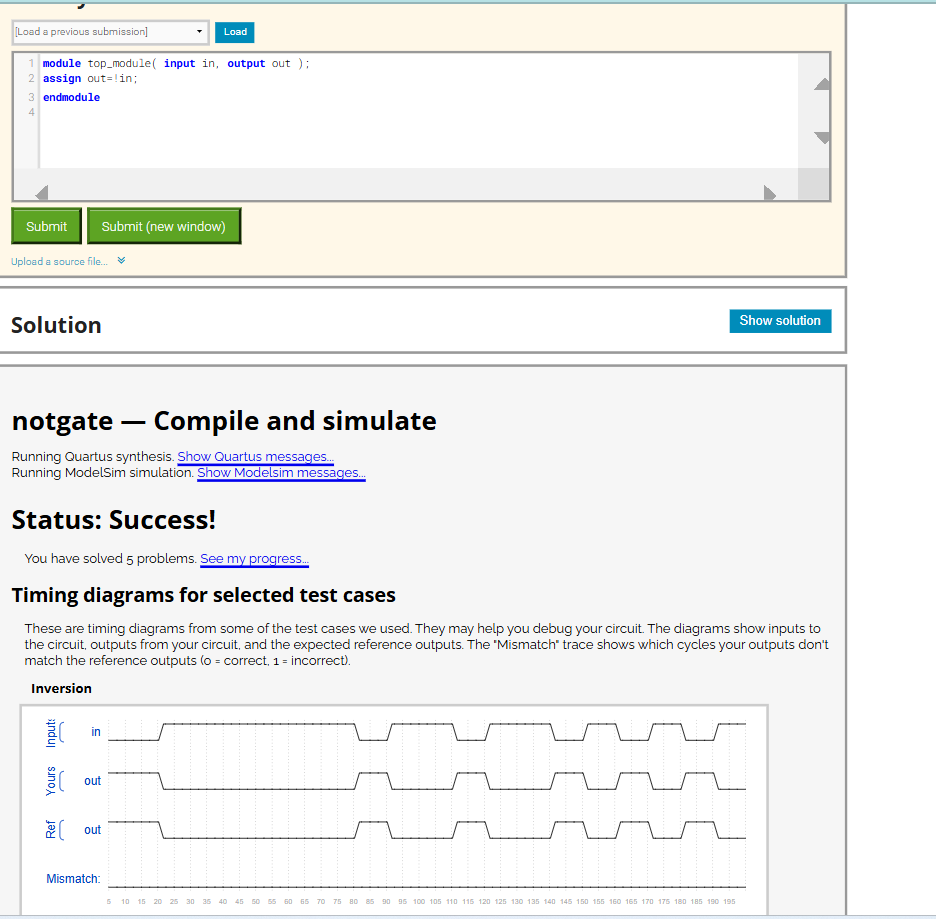 [Load a previous submission]
Load
1 module top_module( input in, output out );
2 assign out=!in;
3 endmodule
4
Submit
Submit (new window)
Upload a source file...
Solution
Show solution
notgate — Compile and simulate
Running Quartus synthesis. Show Quartus messages...
Running ModelSim simulation. Show Modelsim messages...
Status: Success!
You have solved 5 problems. See my progress...
Timing diagrams for selected test cases
These are timing diagrams from some of the test cases we used. They may help you debug your circuit. The diagrams show inputs to
the circuit, outputs from your circuit, and the expected reference outputs. The "Mismatch" trace shows which cycles your outputs don't
match the reference outputs (0 = correct, 1 = incorrect).
Inversion
Inputs in
Yours out
Ref out
Mismatch:
5 10 15 20 25 30 35 40 45 50 55 60 65 70 75 80 85 90 95 100 105 110 115 120 125 130 135 140 145 150 155 160 165 170 175 180 185 190 195